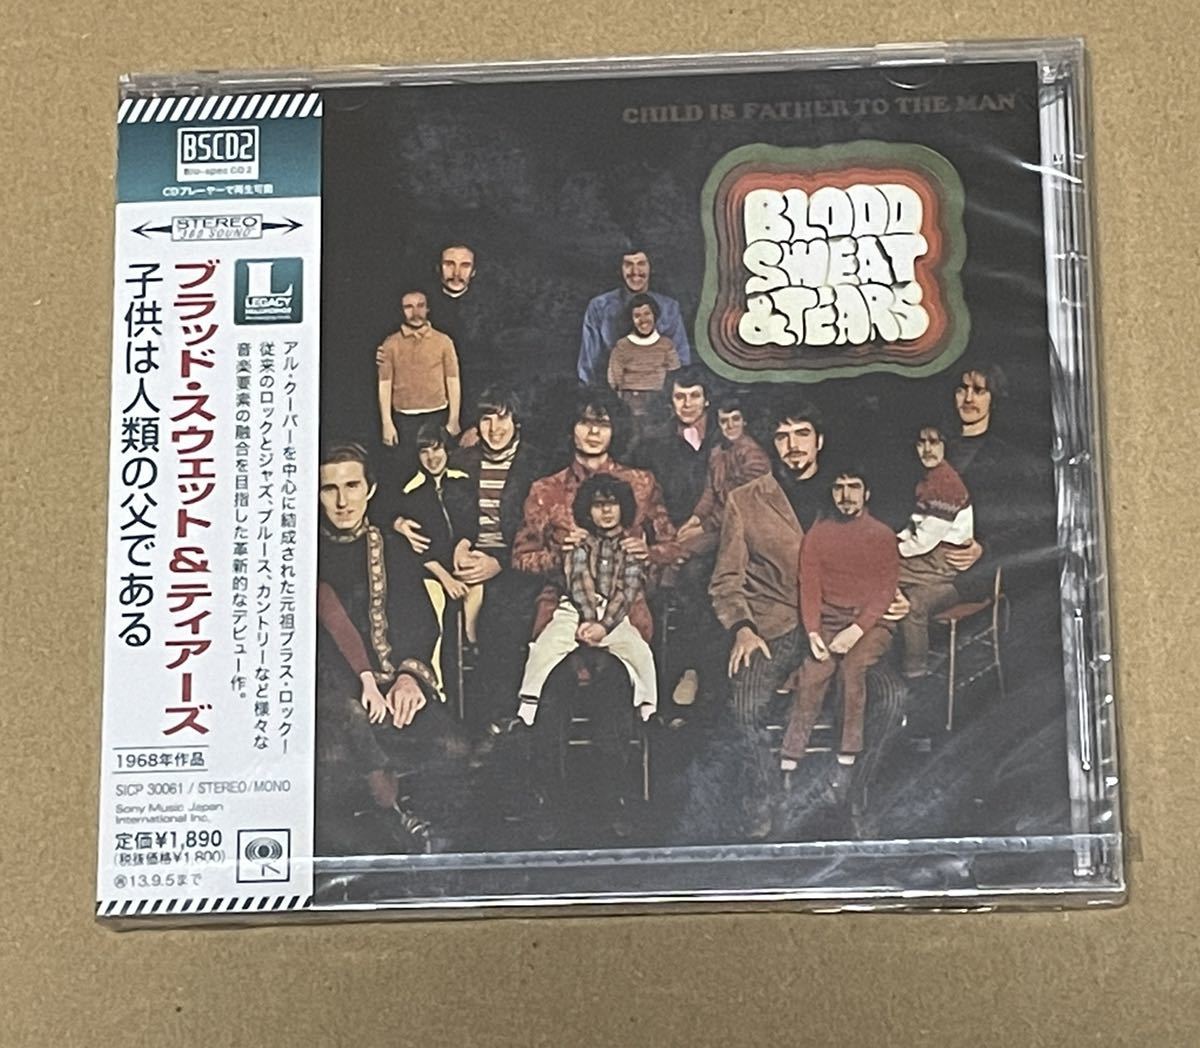 BSCD2
Blu-spec CD 2
CDプレーヤーで再生可能
STEREO
360 SOUND
L
LEGACY
RECORDINGS
ブラッド・スウェット&ティアーズ
子供は人類の父である
アル・クーパーを中心に結成された元祖ブラス・ロック!
従来のロックとジャズ、ブルース、カントリーなど様々な
音楽要素の融合を目指した革新的なデビュー作。
1968年作品
SICP 30061 / STEREO/MONO
Sony Music Japan
International Inc.
定価¥1,890
(税抜価格¥1,800)
13.9.5まで
CHILD IS FATHER TO THE MAN
BLOOD
SWEAT
&TEARS